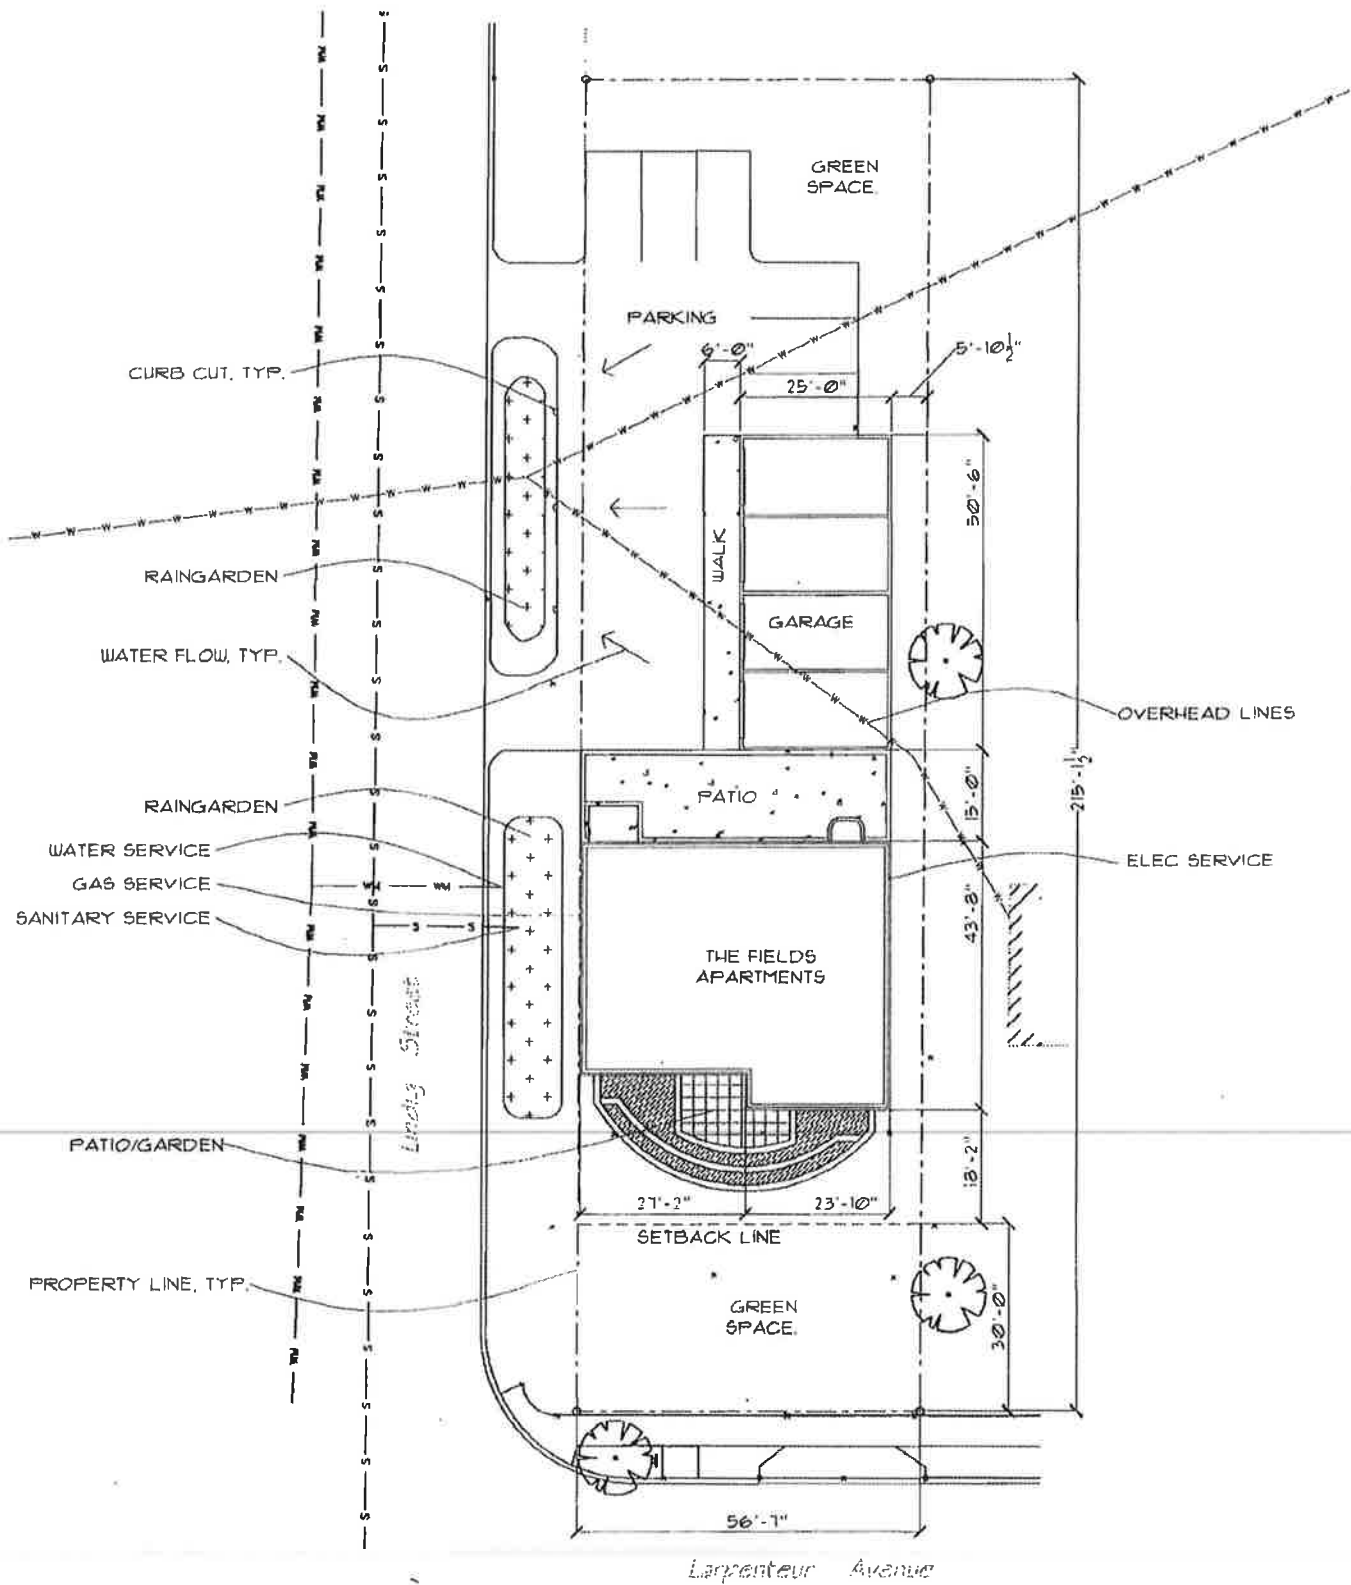 GREEN
SPACE.
PARKING
6'-0"
5'-10½"
CURB CUT, TYP.
25'-0"
50'-6"
WALK
RAINGARDEN
GARAGE
WATER FLOW, TYP.
OVERHEAD LINES
215'-1½"
RAINGARDEN
PATIO
15'-0"
WATER SERVICE
ELEC SERVICE
GAS SERVICE
43'-8"
SANITARY SERVICE
THE FIELDS
APARTMENTS
Lindig Street
PATIO/GARDEN
18'-2"
27'-2"
23'-10"
SETBACK LINE
PROPERTY LINE, TYP.
GREEN
SPACE.
30'-0"
56'-7"
Larpenteur Avenue